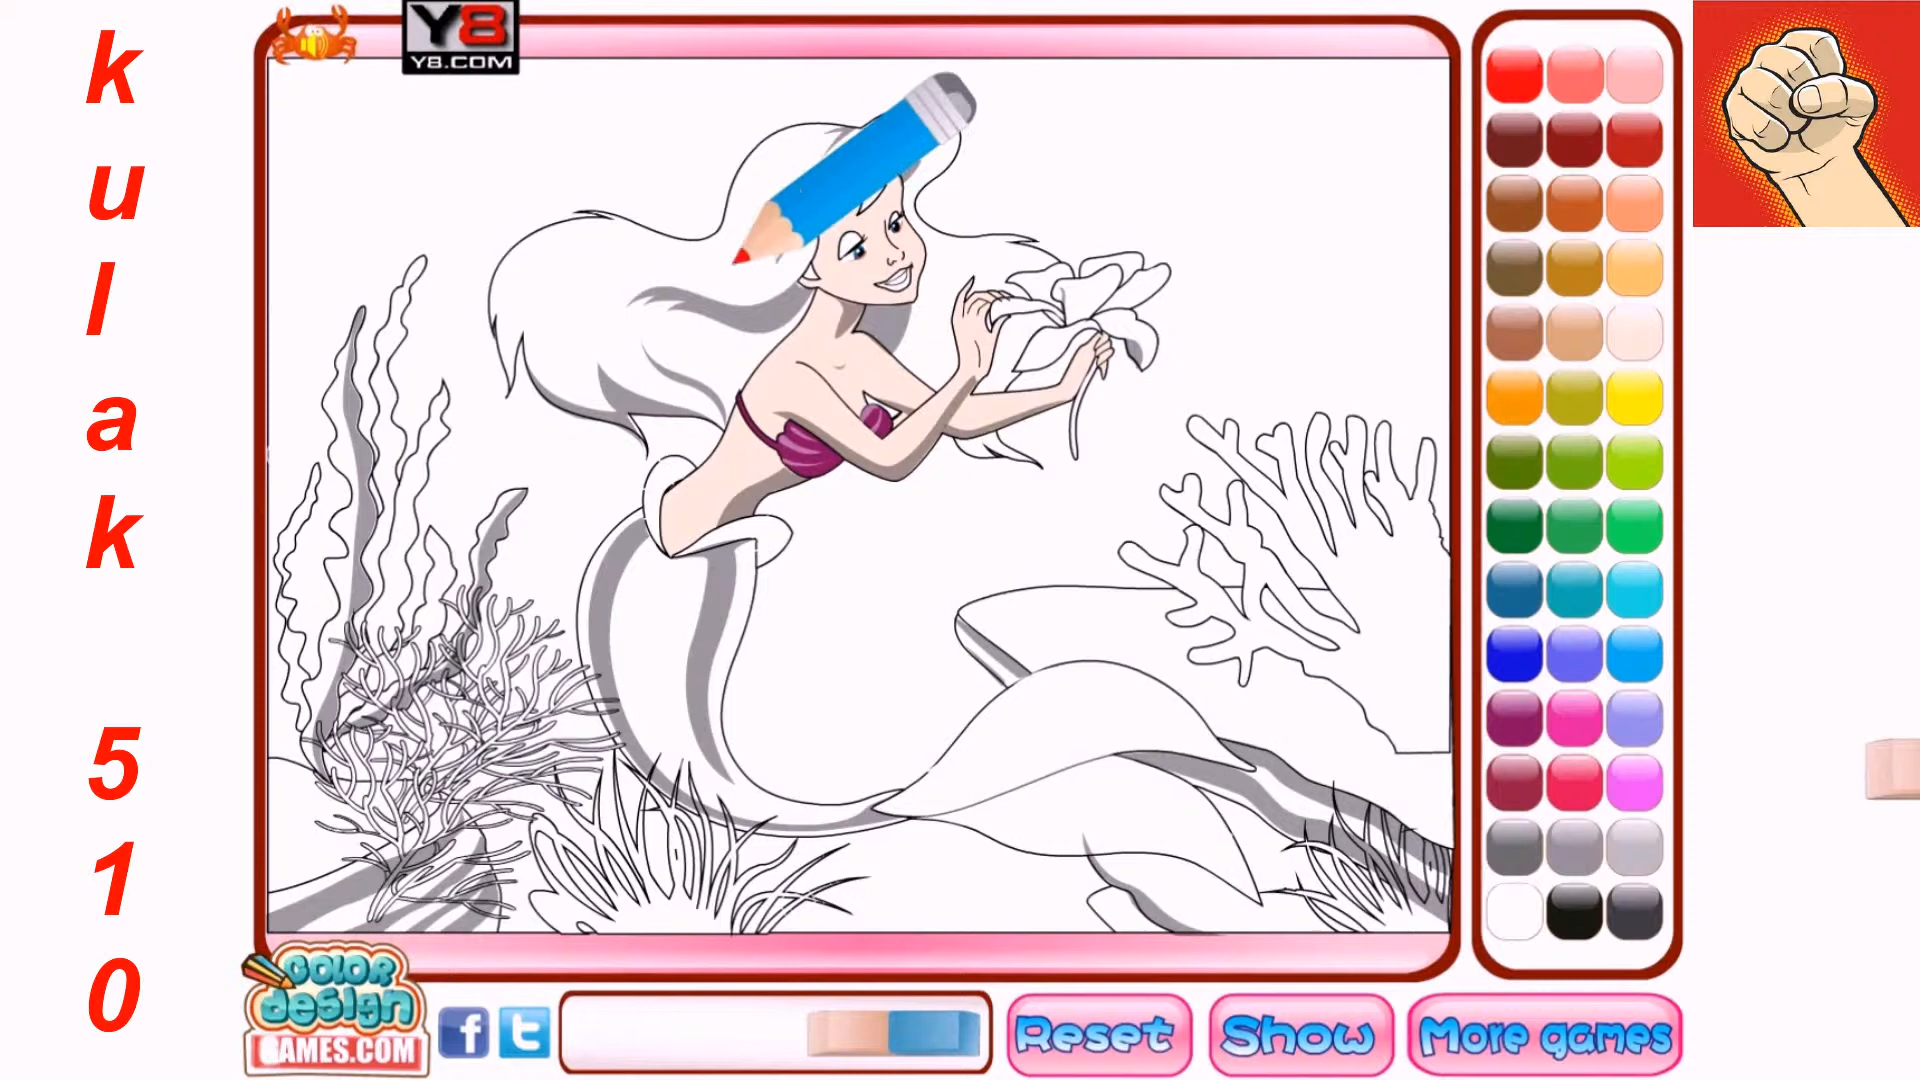 k
u
l
a
k
5
1
0
Y8
Y8.COM
COLOR
design
GAMES.COM
f
t
Reset
Show
More games